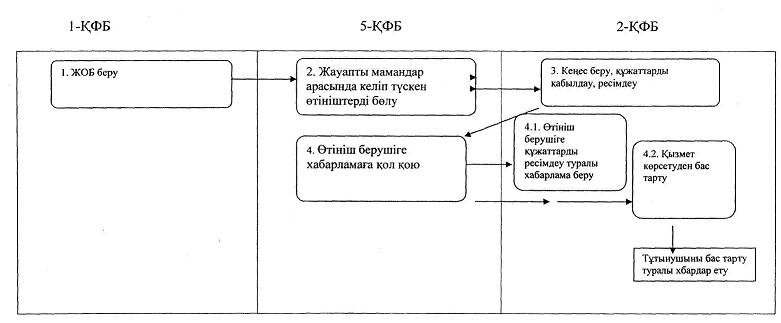 1-ҚФБ
5-ҚФБ
2-ҚФБ
1. ЖОБ беру
2. Жауапты мамандар
арасында келіп түскен
өтініштерді бөлу
3. Кеңес беру, құжаттарды
қабылдау, ресімдеу
4. Өтініш берушіге
хабарламаға қол қою
4.1. Өтініш
берушіге
құжаттарды
ресімдеу туралы
хабарлама беру
4.2. Қызмет
көрсетуден бас
тарту
Тұтынушыны бас тарту
туралы хбардар ету